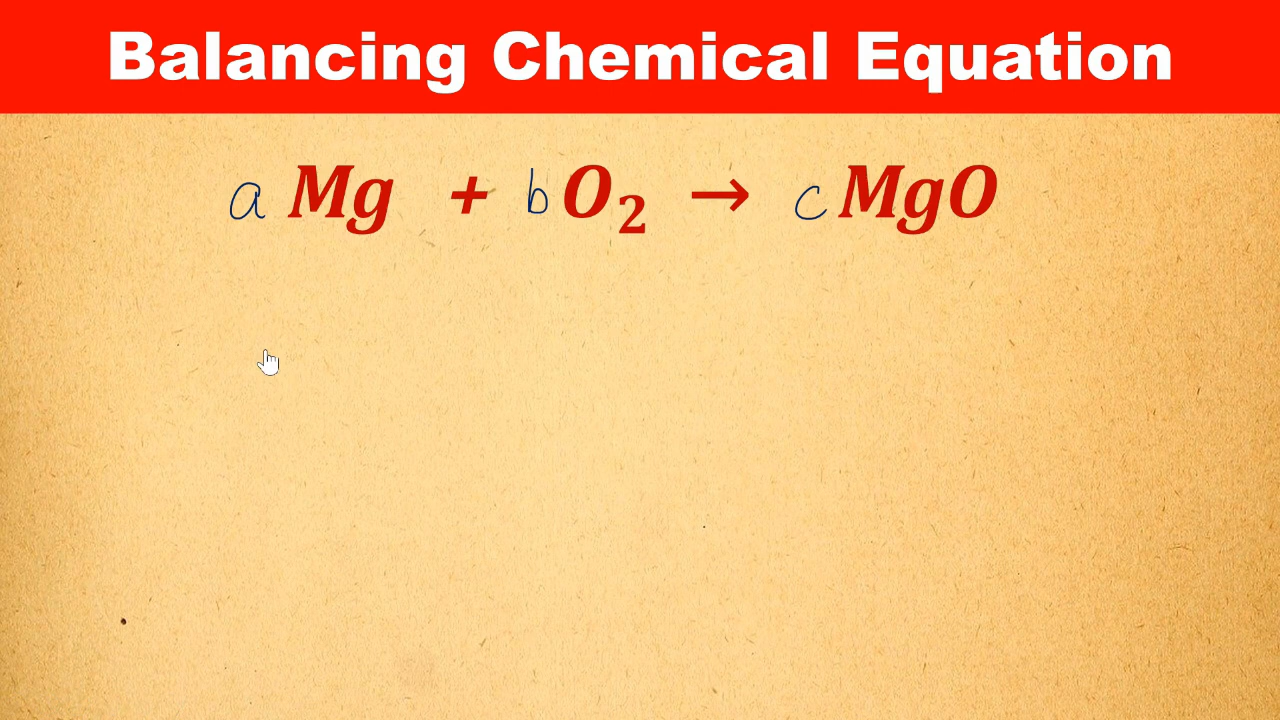 Balancing Chemical Equation
a Mg + b O₂ → c MgO